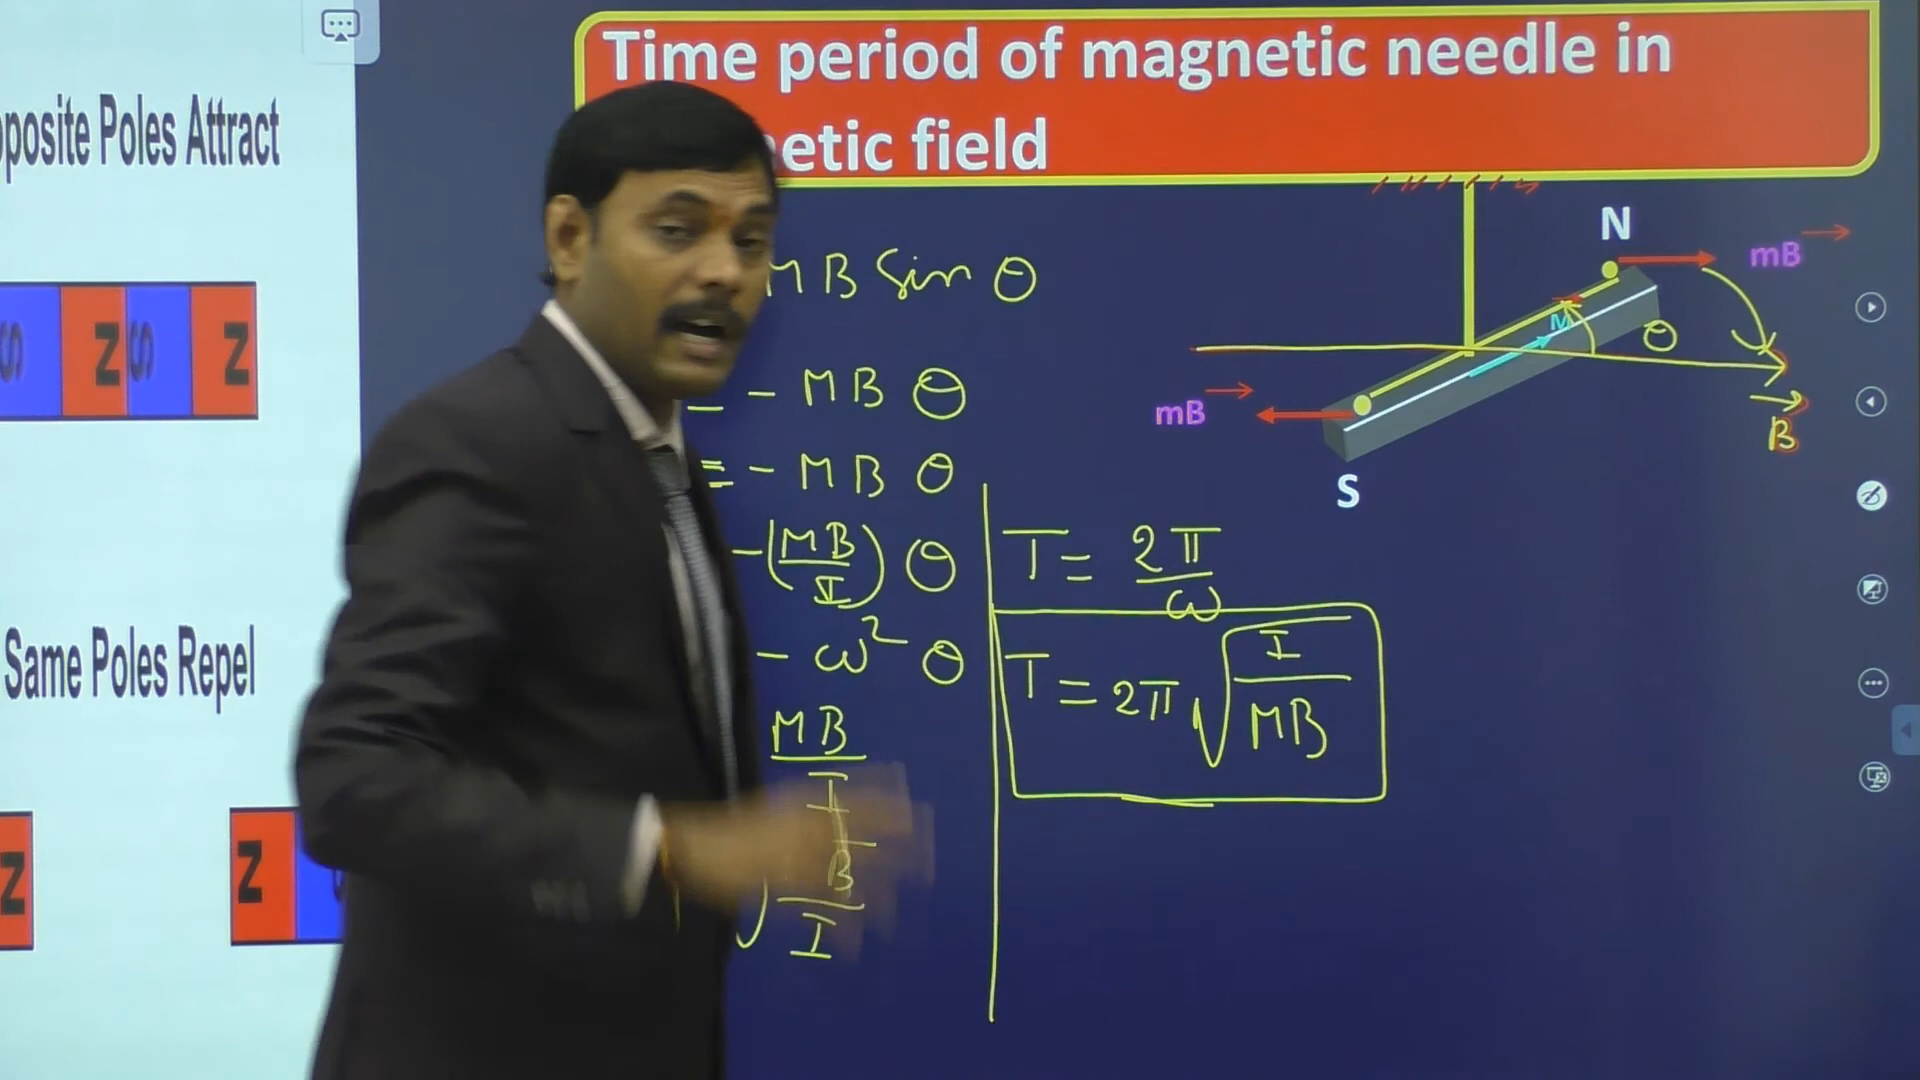 Time period of magnetic needle in
etic field
pposite Poles Attract
S N S N
Same Poles Repel
N N
MB Sin θ
= - MB θ
= - MB θ
-(MB/I) θ
- ω² θ
MB/I
B/I
N
mB
M
θ
mB
B
S
T = 2π/ω
T = 2π √(I/MB)